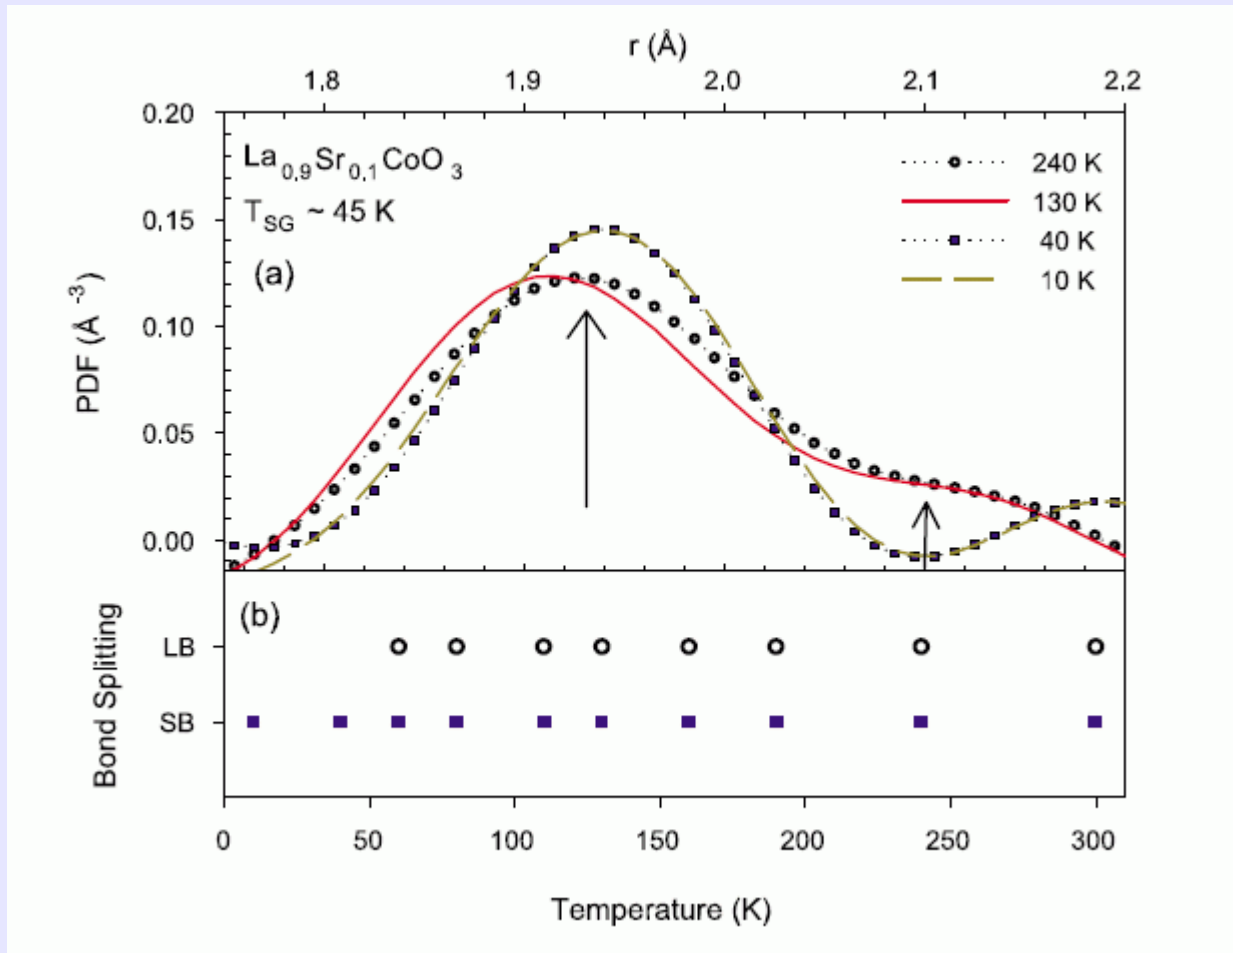 r (Å)
1,8 1,9 2,0 2,1 2,2
0.20
0.15
0.10
0.05
0.00
PDF (Å -3)
La0,9Sr0,1CoO3
TSG ~ 45 K
(a)
240 K
130 K
40 K
10 K
(b)
Bond Splitting
LB
SB
0 50 100 150 200 250 300
Temperature (K)